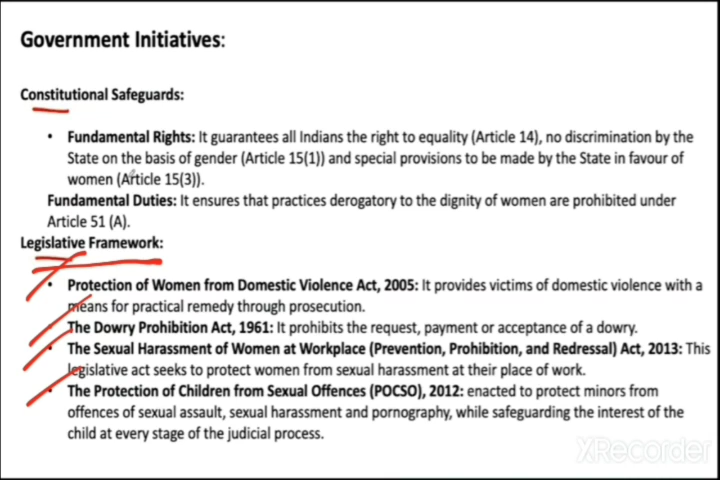 Government Initiatives:
Constitutional Safeguards:
• Fundamental Rights: It guarantees all Indians the right to equality (Article 14), no discrimination by the
State on the basis of gender (Article 15(1)) and special provisions to be made by the State in favour of
women (Article 15(3)).
Fundamental Duties: It ensures that practices derogatory to the dignity of women are prohibited under
Article 51 (A).
Legislative Framework:
• Protection of Women from Domestic Violence Act, 2005: It provides victims of domestic violence with a
means for practical remedy through prosecution.
• The Dowry Prohibition Act, 1961: It prohibits the request, payment or acceptance of a dowry.
• The Sexual Harassment of Women at Workplace (Prevention, Prohibition, and Redressal) Act, 2013: This
legislative act seeks to protect women from sexual harassment at their place of work.
• The Protection of Children from Sexual Offences (POCSO), 2012: enacted to protect minors from
offences of sexual assault, sexual harassment and pornography, while safeguarding the interest of the
child at every stage of the judicial process.
XRecorder